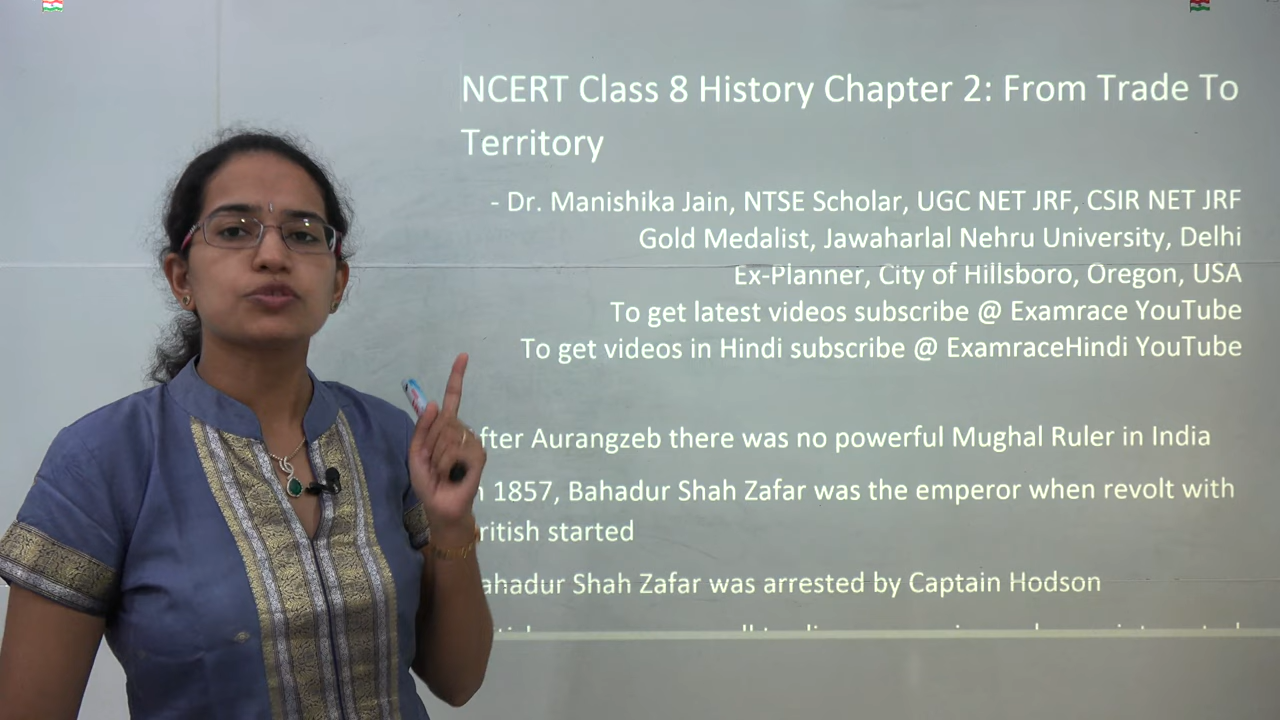 NCERT Class 8 History Chapter 2: From Trade To
Territory
- Dr. Manishika Jain, NTSE Scholar, UGC NET JRF, CSIR NET JRF
Gold Medalist, Jawaharlal Nehru University, Delhi
Ex-Planner, City of Hillsboro, Oregon, USA
To get latest videos subscribe @ Examrace YouTube
To get videos in Hindi subscribe @ ExamraceHindi YouTube
Aurangzeb there was no powerful Mughal Ruler in India
1857, Bahadur Shah Zafar was the emperor when revolt with
started
Shah Zafar was arrested by Captain Hodson